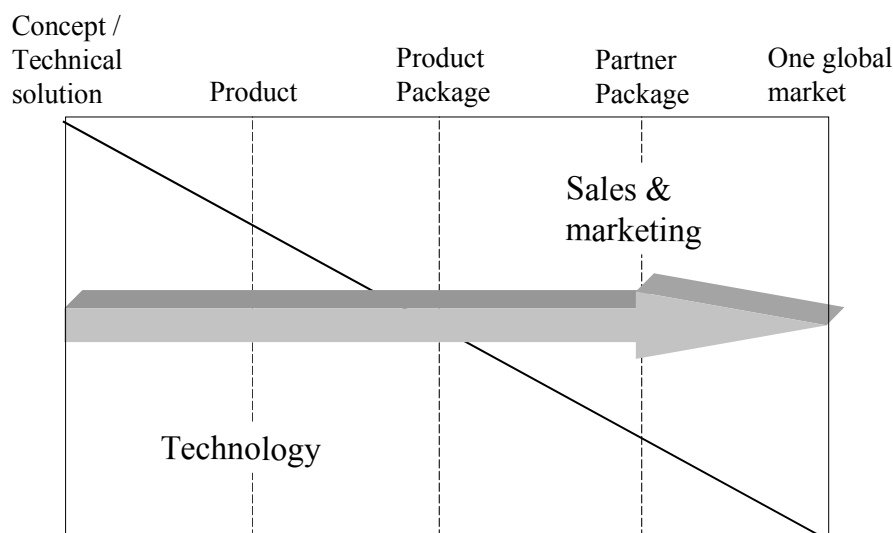 Concept /
Technical
solution
Product
Product
Package
Partner
Package
One global
market
Sales &
marketing
Technology